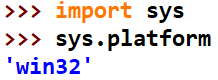 >>> import sys
>>> sys.platform
'win32'